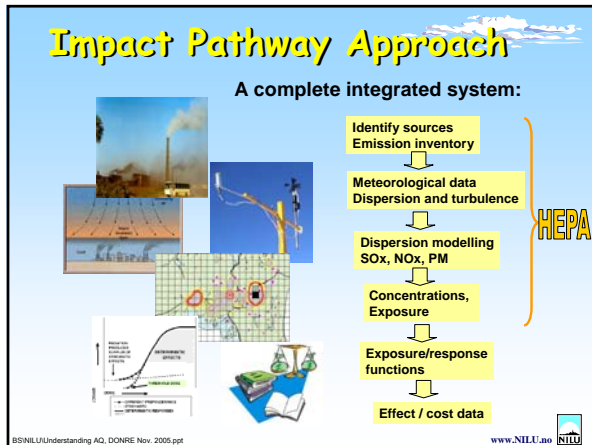 Impact Pathway Approach
A complete integrated system:
Identify sources
Emission inventory
Meteorological data
Dispersion and turbulence
Dispersion modelling
SOx, NOx, PM
Concentrations,
Exposure
HEPA
Exposure/response
functions
Effect / cost data
DETERMINISTIC
EFFECTS
BS\NILU\Understanding AQ, DONRE Nov. 2005.ppt
www.NILU.no
NILU